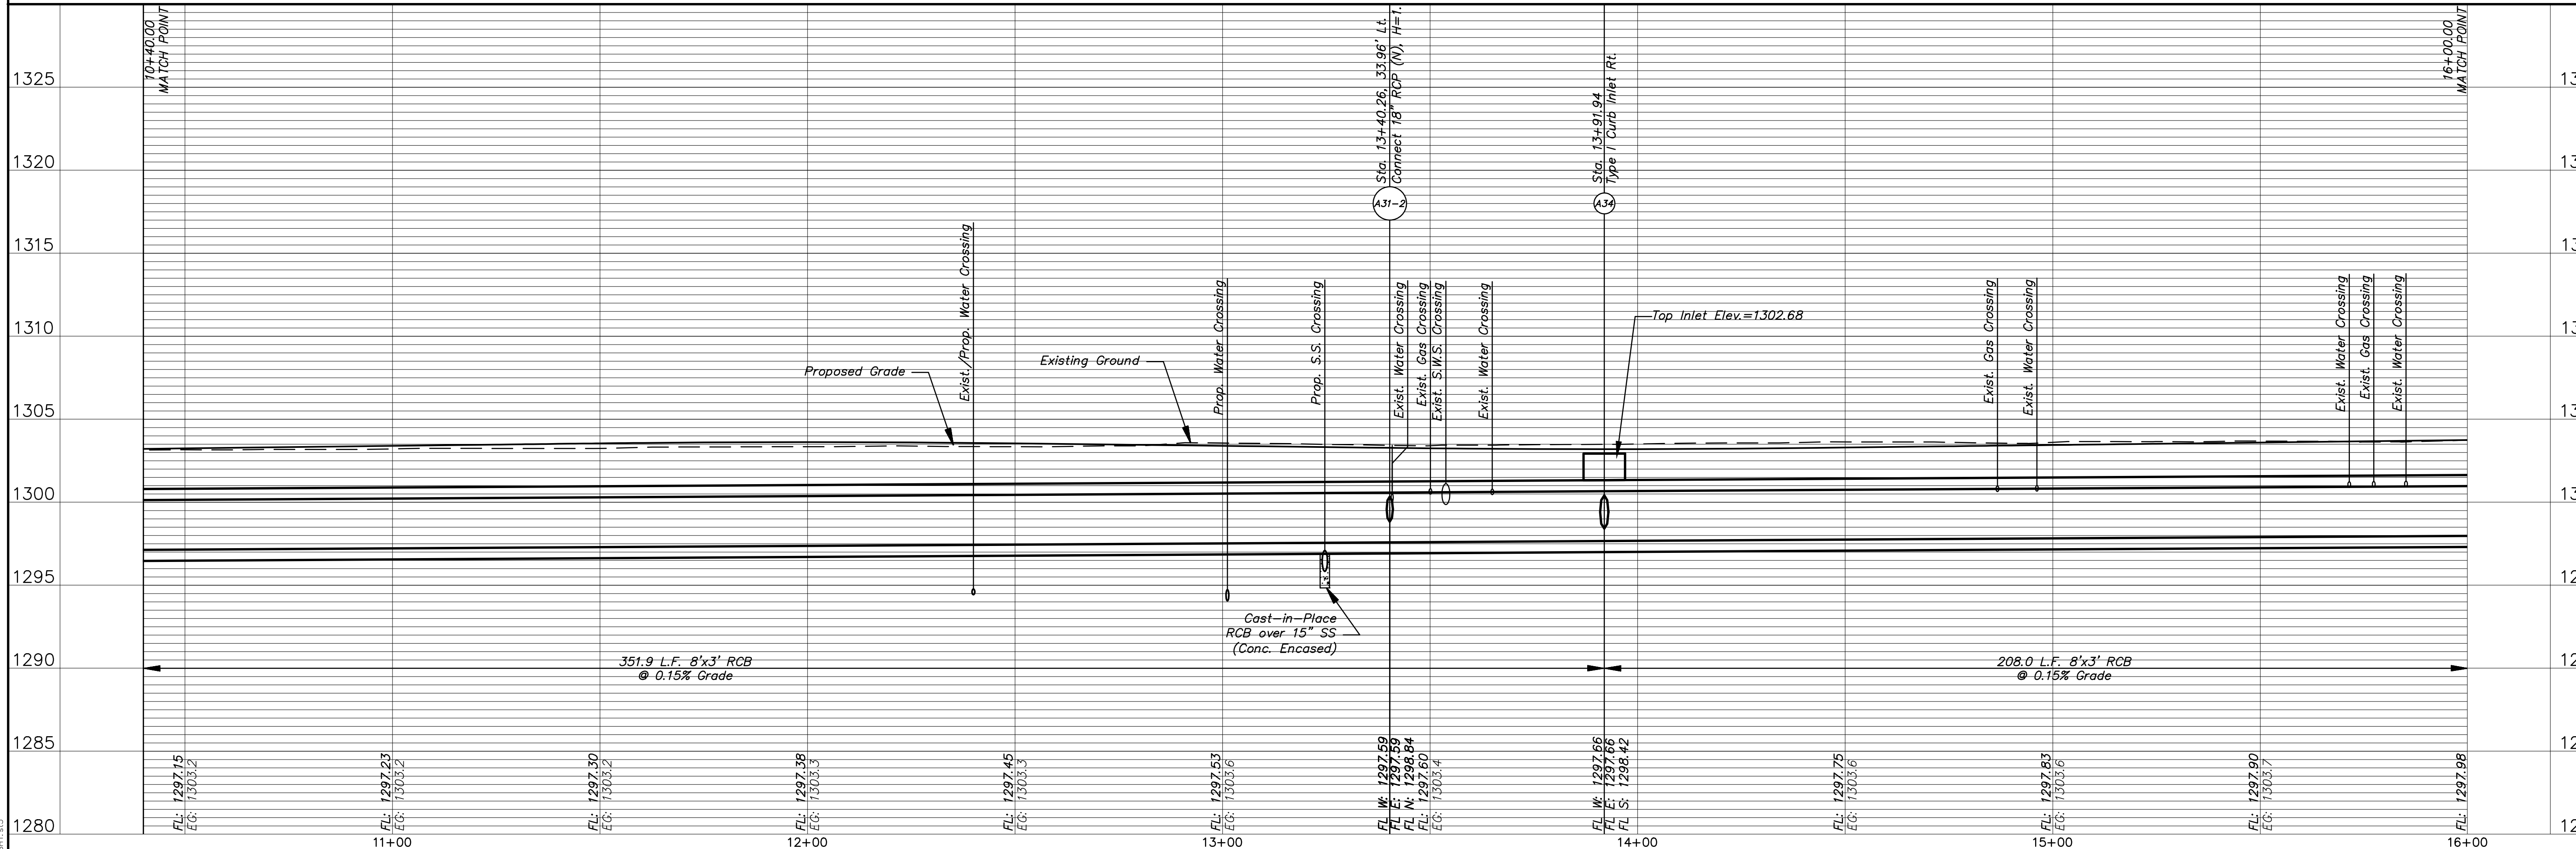 10+40.00
MATCH POINT
Sta. 13+40.26, 33.96' Lt.
Connect 18" RCP (N), H=1.
Sta. 13+91.94
Type I Curb Inlet Rt.
16+00.00
MATCH POINT
1325
13
1320
13
A31-2
A34
1315
13
Exist./Prop. Water Crossing
Prop. Water Crossing
Prop. S.S. Crossing
Exist. Water Crossing
Exist. Gas Crossing
Exist. S.W.S. Crossing
Exist. Water Crossing
Exist. Gas Crossing
Exist. Water Crossing
Exist. Water Crossing
Exist. Gas Crossing
Exist. Water Crossing
1310
13
Top Inlet Elev.=1302.68
Existing Ground
Proposed Grade
1305
13
1300
13
1295
12
Cast-in-Place
RCB over 15" SS
(Conc. Encased)
1290
12
351.9 L.F. 8'x3' RCB
@ 0.15% Grade
208.0 L.F. 8'x3' RCB
@ 0.15% Grade
1285
12
FL: 1297.15
EG: 1303.2
FL: 1297.23
EG: 1303.2
FL: 1297.30
EG: 1303.2
FL: 1297.38
EG: 1303.3
FL: 1297.45
EG: 1303.3
FL: 1297.53
EG: 1303.6
FL W: 1297.59
FL E: 1297.59
FL N: 1298.84
FL: 1297.60
EG: 1303.4
FL W: 1297.66
FL E: 1297.66
FL S: 1298.42
FL: 1297.75
EG: 1303.6
FL: 1297.83
EG: 1303.6
FL: 1297.90
EG: 1303.7
FL: 1297.98
1280
12
11+00
12+00
13+00
14+00
15+00
16+00